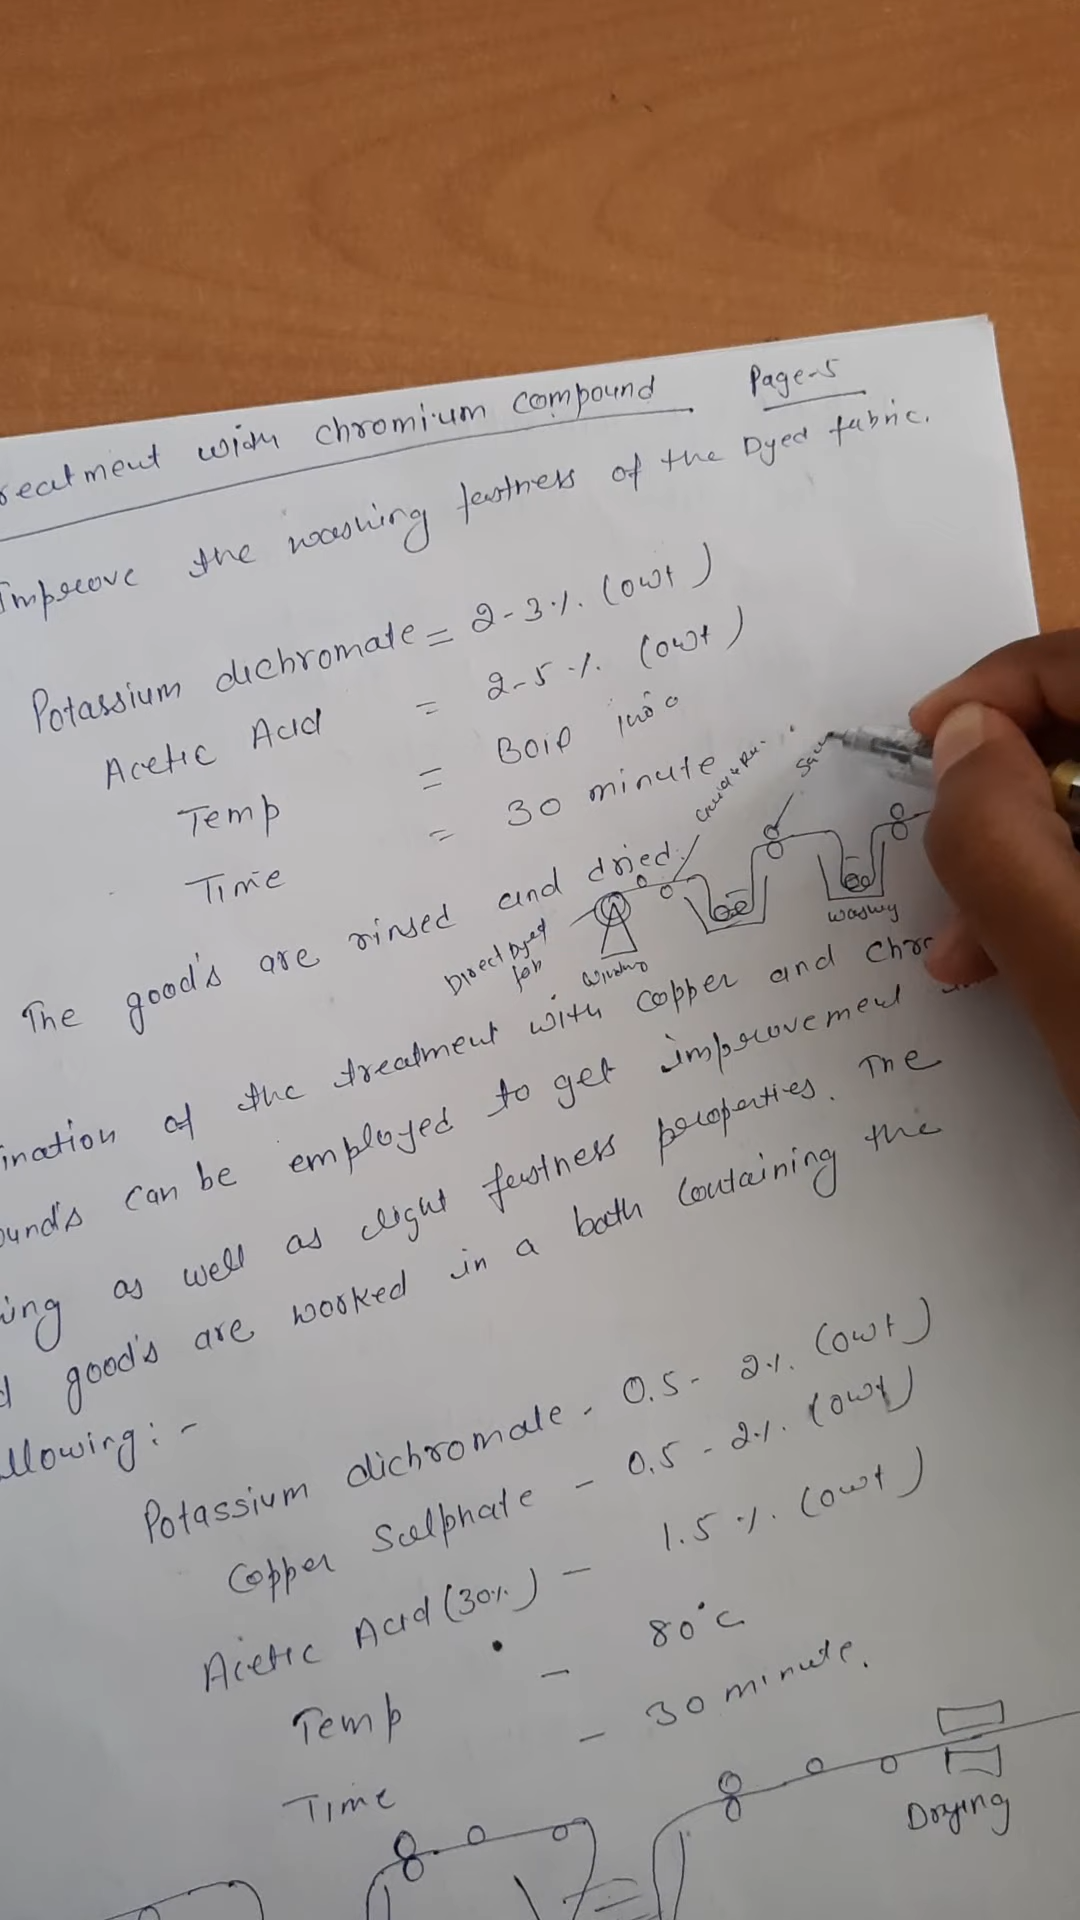 reatment with chromium compound Page-5
Improve the washing fastness of the Dyed fabric.
Potassium dichromate = 2-3% (owt)
Acetic Acid = 2-5% (owt)
Temp = Boil 100°c
Time = 30 minute
The good's are rinsed and dried.
Direct Dyed
washing
ination of the treatment with copper and Chro
ound's can be employed to get improvement
ing as well as light fastness properties. The
d good's are worked in a bath containing the
llowing:-
Potassium dichromate - 0.5 - 2% (owt)
Copper Sulphate - 0.5 - 2% (owt)
Acetic Acid (30%) - 1.5% (owt)
Temp - 80°c
Time - 30 minute.
Drying